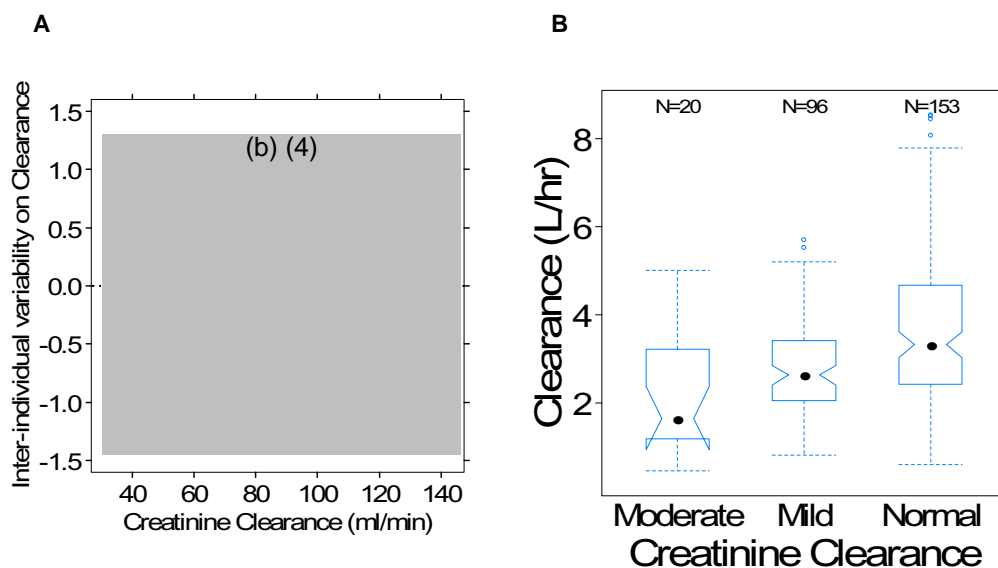 A
Inter-individual variability on Clearance
1.5
1.0
0.5
0.0
-0.5
-1.0
-1.5
(b) (4)
40 60 80 100 120 140
Creatinine Clearance (ml/min)
B
Clearance (L/hr)
8
6
4
2
N=20 N=96 N=153
Moderate Mild Normal
Creatinine Clearance